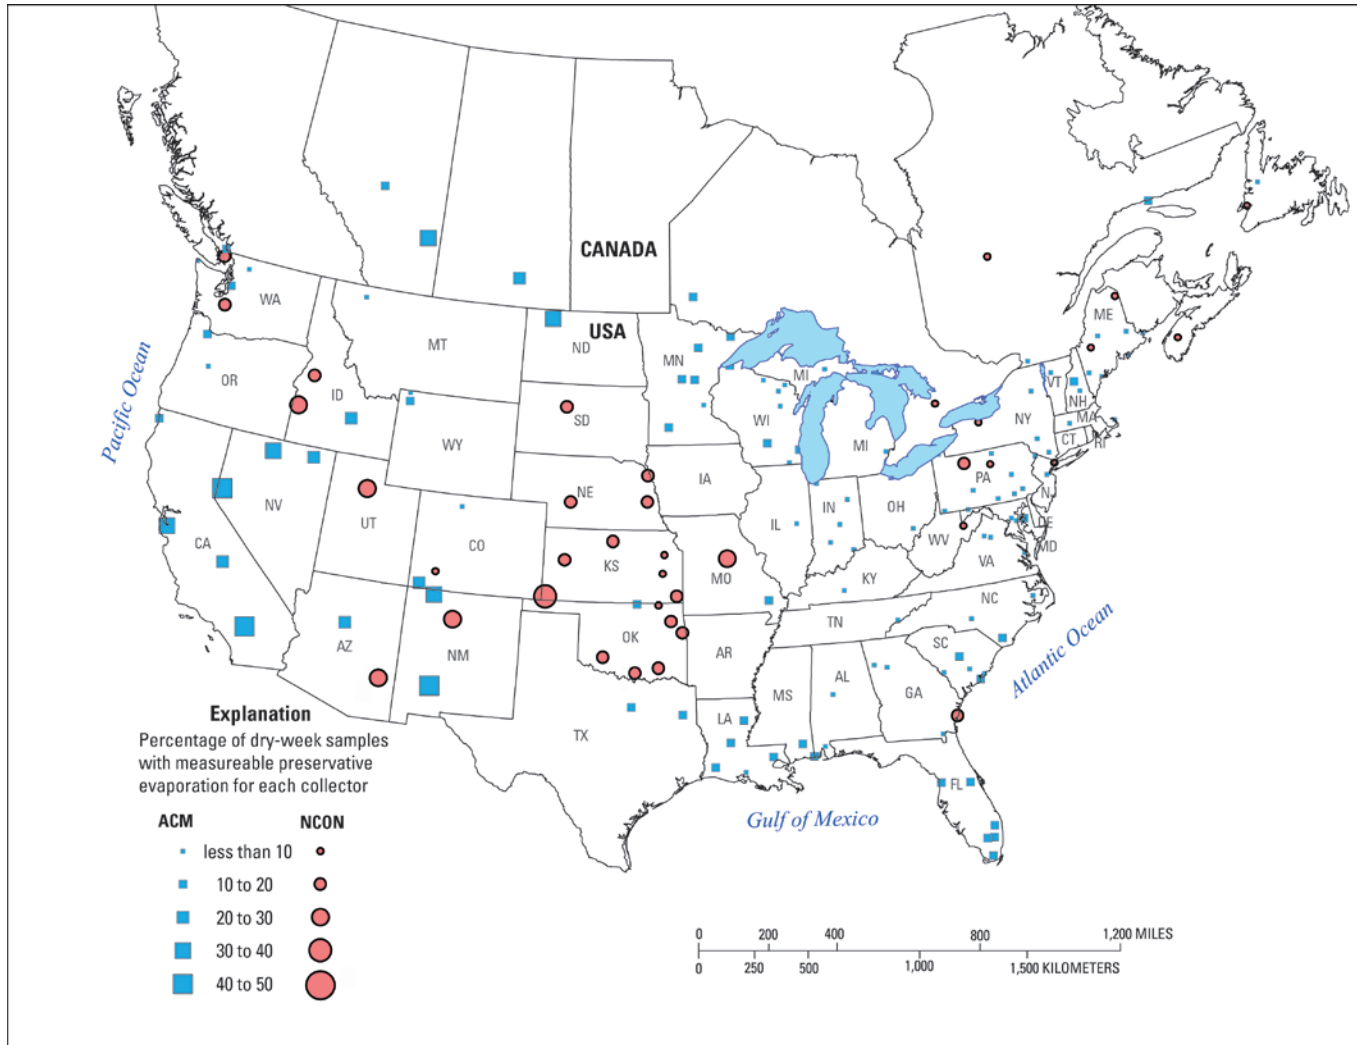 CANADA
USA
WA
MT
ND
MN
MI
ME
OR
ID
SD
WI
MI
VT
NH
NY
MA
CT
RI
WY
NE
IA
PA
NJ
NV
UT
CO
IL
IN
OH
DE
MD
CA
KS
MO
WV
VA
KY
NC
TN
OK
AR
SC
AZ
NM
MS
AL
GA
LA
TX
FL
Pacific Ocean
Atlantic Ocean
Gulf of Mexico
Explanation
Percentage of dry-week samples
with measureable preservative
evaporation for each collector
ACM NCON
less than 10
10 to 20
20 to 30
30 to 40
40 to 50
0 200 400 800 1,200 MILES
0 250 500 1,000 1,500 KILOMETERS